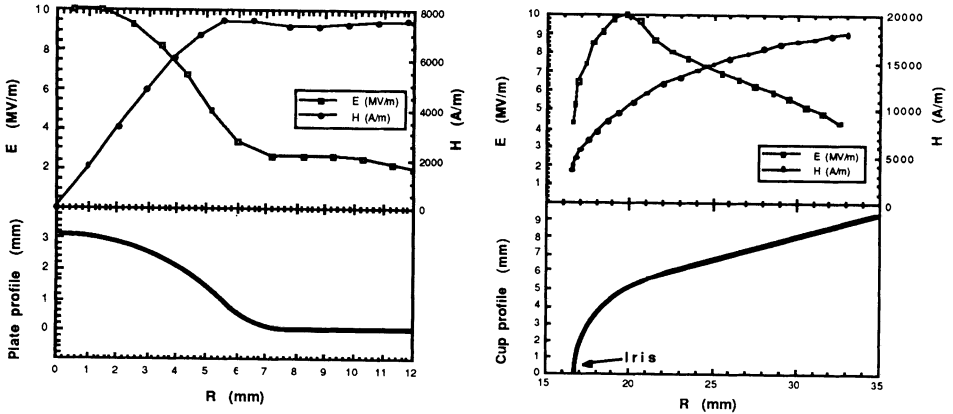 E (MV/m)
10
8
6
4
2
8000
6000
4000
2000
0
H (A/m)
E (MV/m)
H (A/m)
Plate profile (mm)
3
2
1
0
0 1 2 3 4 5 6 7 8 9 10 11 12
R (mm)
E (MV/m)
10
9
8
7
6
5
4
3
2
1
20000
15000
10000
5000
0
H (A/m)
E (MV/m)
H (A/m)
Cup profile (mm)
9
8
7
6
5
4
3
2
1
0
Iris
15 20 25 30 35
R (mm)